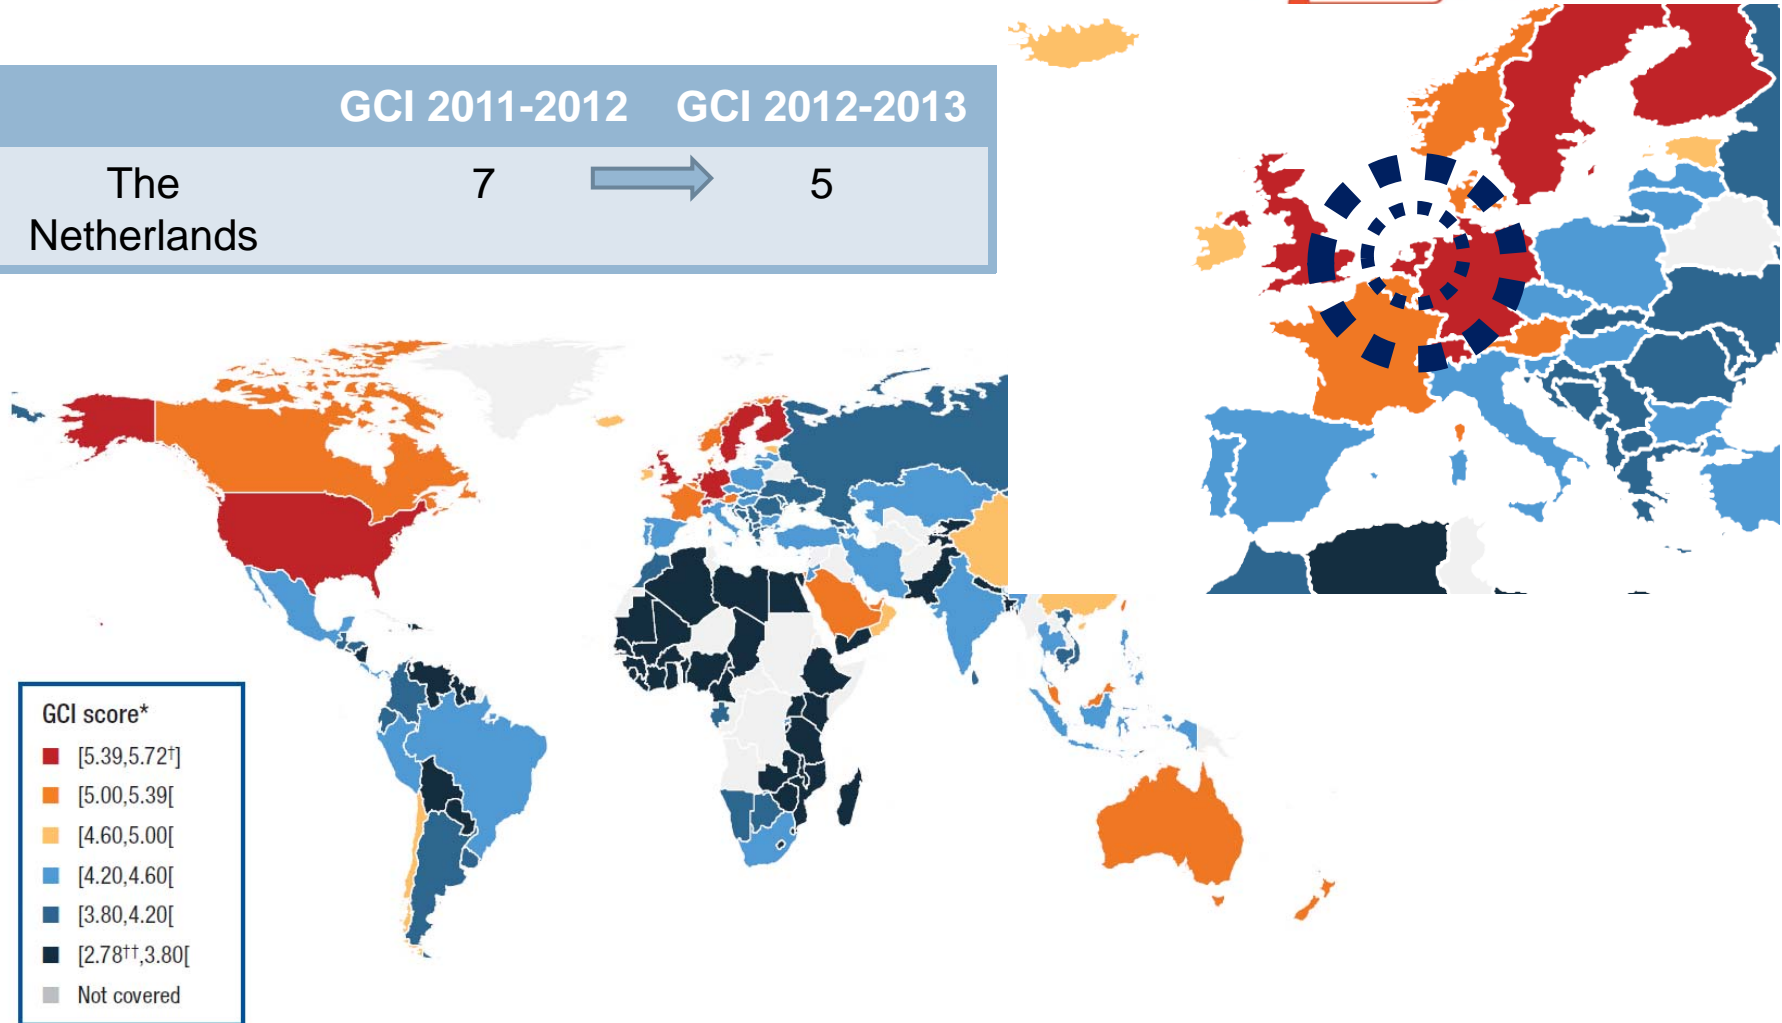 GCI 2011-2012 GCI 2012-2013
The 7 5
Netherlands
GCI score*
[5.39,5.72†]
[5.00,5.39[
[4.60,5.00[
[4.20,4.60[
[3.80,4.20[
[2.78††,3.80[
Not covered